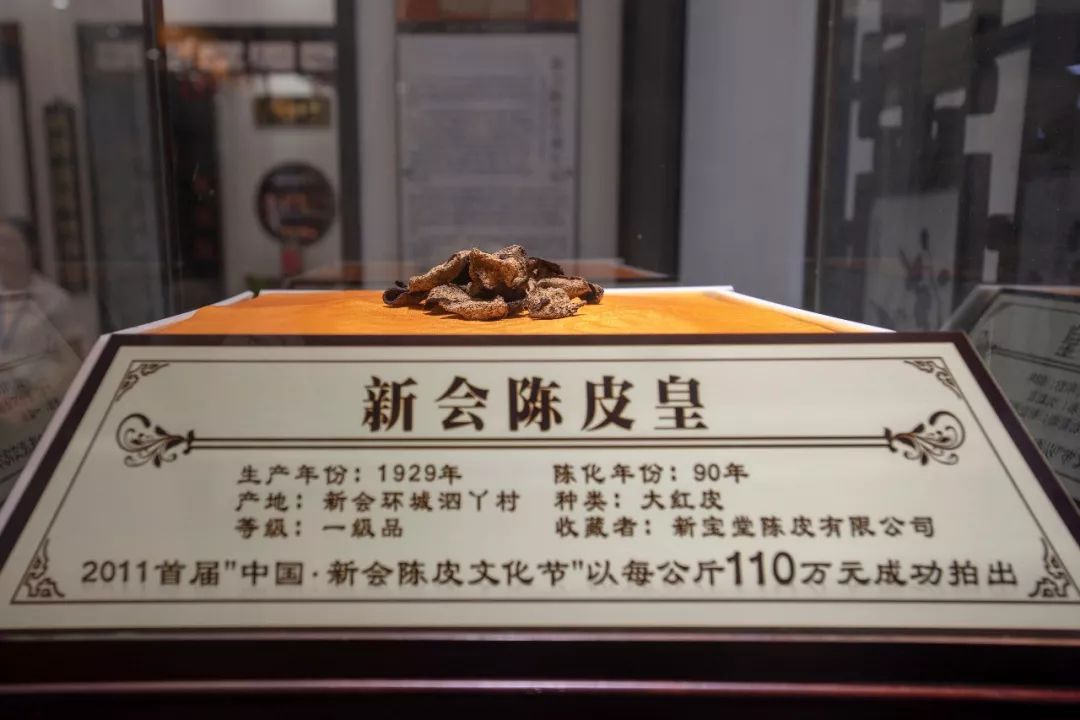 新会陈皮皇
生产年份：1929年 陈化年份：90年
产地：新会环城泗丫村 种类：大红皮
等级：一级品 收藏者：新宝堂陈皮有限公司
2011首届"中国·新会陈皮文化节"以每公斤110万元成功拍出